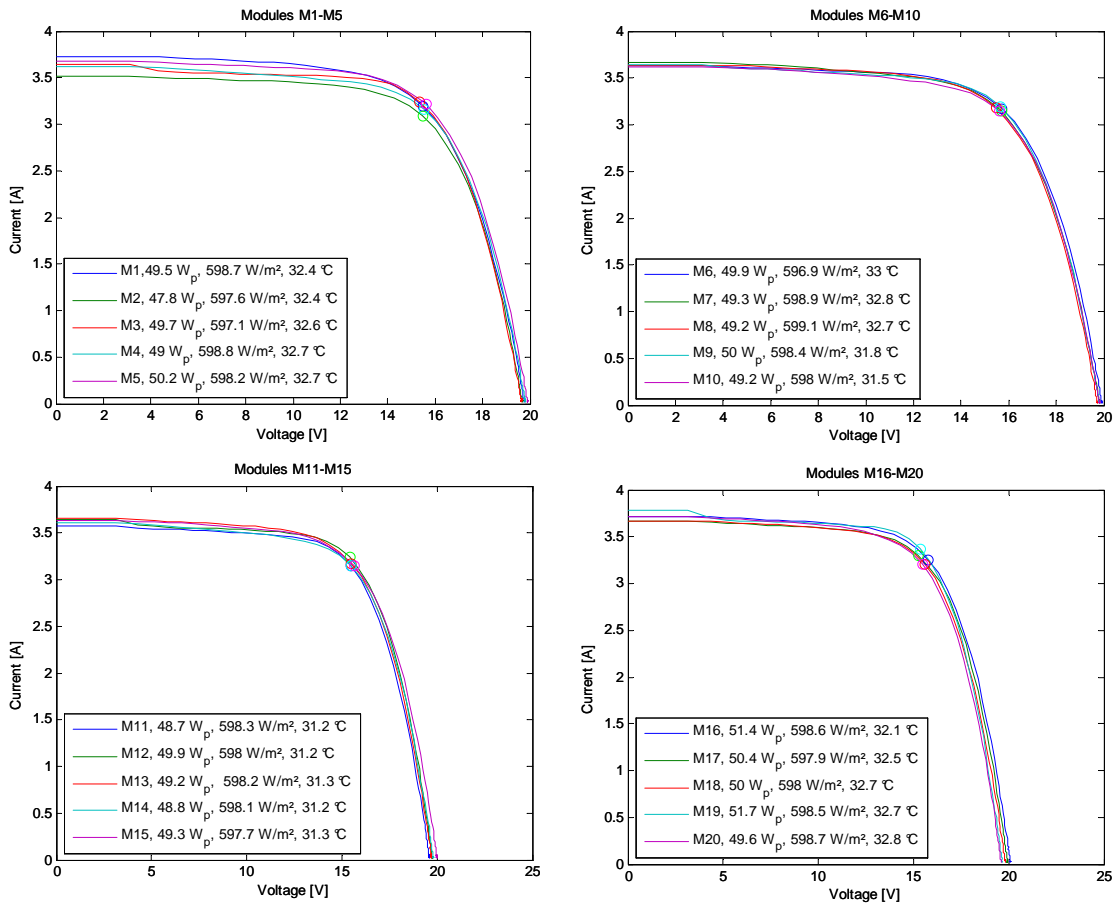 Modules M1-M5
4
3.5
3
2.5
2
1.5
1
0.5
0
Current [A]
M1,49.5 Wp, 598.7 W/m², 32.4 °C
M2, 47.8 Wp, 597.6 W/m², 32.4 °C
M3, 49.7 Wp, 597.1 W/m², 32.6 °C
M4, 49 Wp, 598.8 W/m², 32.7 °C
M5, 50.2 Wp, 598.2 W/m², 32.7 °C
0 2 4 6 8 10 12 14 16 18 20
Voltage [V]
Modules M6-M10
4
3.5
3
2.5
2
1.5
1
0.5
0
Current [A]
M6, 49.9 Wp, 596.9 W/m², 33 °C
M7, 49.3 Wp, 598.9 W/m², 32.8 °C
M8, 49.2 Wp, 599.1 W/m², 32.7 °C
M9, 50 Wp, 598.4 W/m², 31.8 °C
M10, 49.2 Wp, 598 W/m², 31.5 °C
0 2 4 6 8 10 12 14 16 18 20
Voltage [V]
Modules M11-M15
4
3.5
3
2.5
2
1.5
1
0.5
0
Current [A]
M11, 48.7 Wp, 598.3 W/m², 31.2 °C
M12, 49.9 Wp, 598 W/m², 31.2 °C
M13, 49.2 Wp, 598.2 W/m², 31.3 °C
M14, 48.8 Wp, 598.1 W/m², 31.2 °C
M15, 49.3 Wp, 597.7 W/m², 31.3 °C
0 5 10 15 20 25
Voltage [V]
Modules M16-M20
4
3.5
3
2.5
2
1.5
1
0.5
0
Current [A]
M16, 51.4 Wp, 598.6 W/m², 32.1 °C
M17, 50.4 Wp, 597.9 W/m², 32.5 °C
M18, 50 Wp, 598 W/m², 32.7 °C
M19, 51.7 Wp, 598.5 W/m², 32.7 °C
M20, 49.6 Wp, 598.7 W/m², 32.8 °C
0 5 10 15 20 25
Voltage [V]